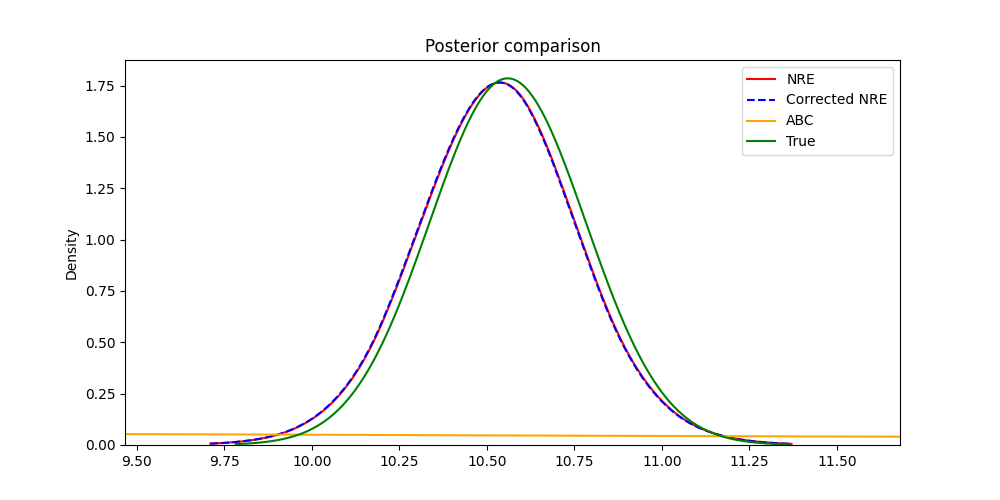 Posterior comparison
NRE
Corrected NRE
ABC
True
Density
1.75
1.50
1.25
1.00
0.75
0.50
0.25
0.00
9.50 9.75 10.00 10.25 10.50 10.75 11.00 11.25 11.50